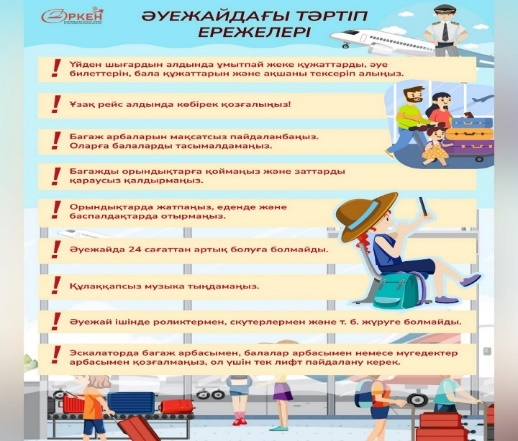 ӨРКЕН
ӘУЕЖАЙДАҒЫ ТӘРТІП
ЕРЕЖЕЛЕРІ
! Үйден шығардын алдында ұмытпай жеке құжаттарды, әуе
билеттерін, бала құжаттарын және ақшаны тексеріп алыңыз.
! Ұзақ рейс алдында көбірек қозғалыңыз!
! Багаж арбаларын мақсатсыз пайдаланбаңыз.
Оларға балаларды тасымалдамаңыз.
! Багажды орындықтарға қоймаңыз және заттарды
қараусыз қалдырмаңыз.
! Орындықтарда жатпаңыз, еденде және
баспалдақтарда отырмаңыз.
! Әуежайда 24 сағаттан артық болуға болмайды.
! Құлаққапсыз музыка тыңдамаңыз.
! Әуежай ішінде роликтермен, скутерлермен және т. б. жүруге болмайды.
! Эскалаторда багаж арбасымен, балалар арбасымен немесе мүгедектер
арбасымен қозғалмаңыз, ол үшін тек лифт пайдалану керек.